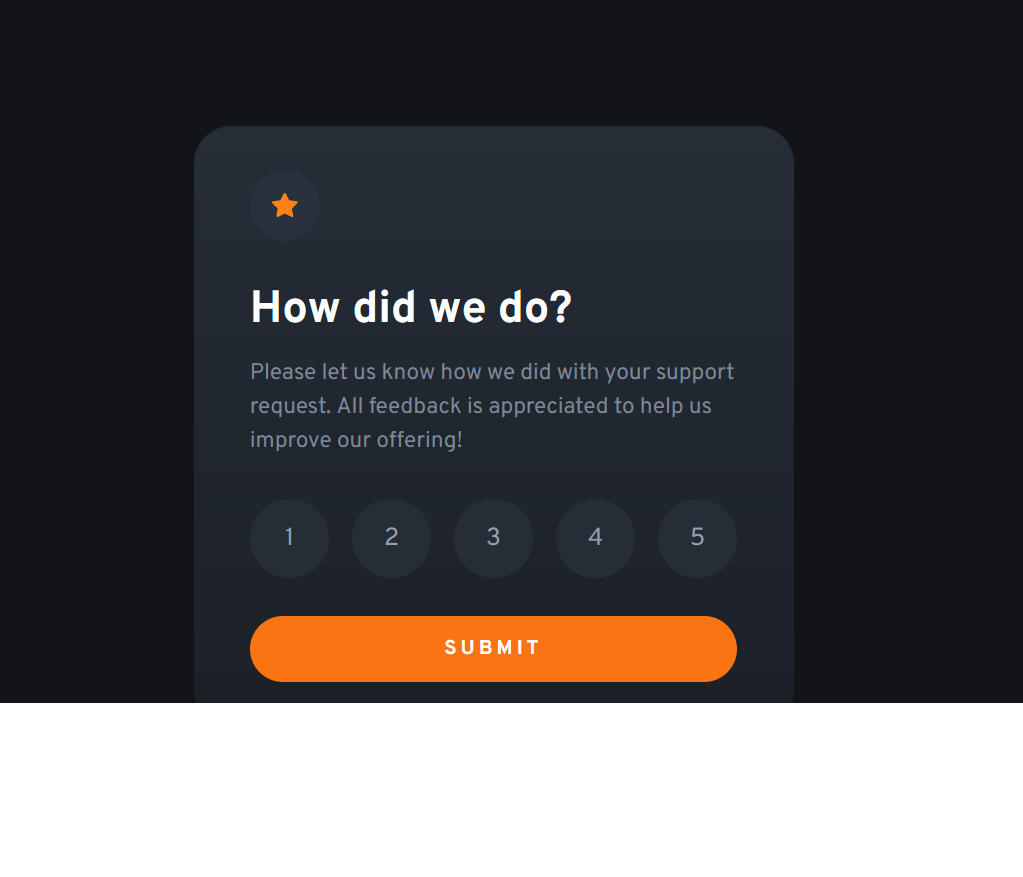 How did we do?
Please let us know how we did with your support
request. All feedback is appreciated to help us
improve our offering!
1 2 3 4 5
SUBMIT